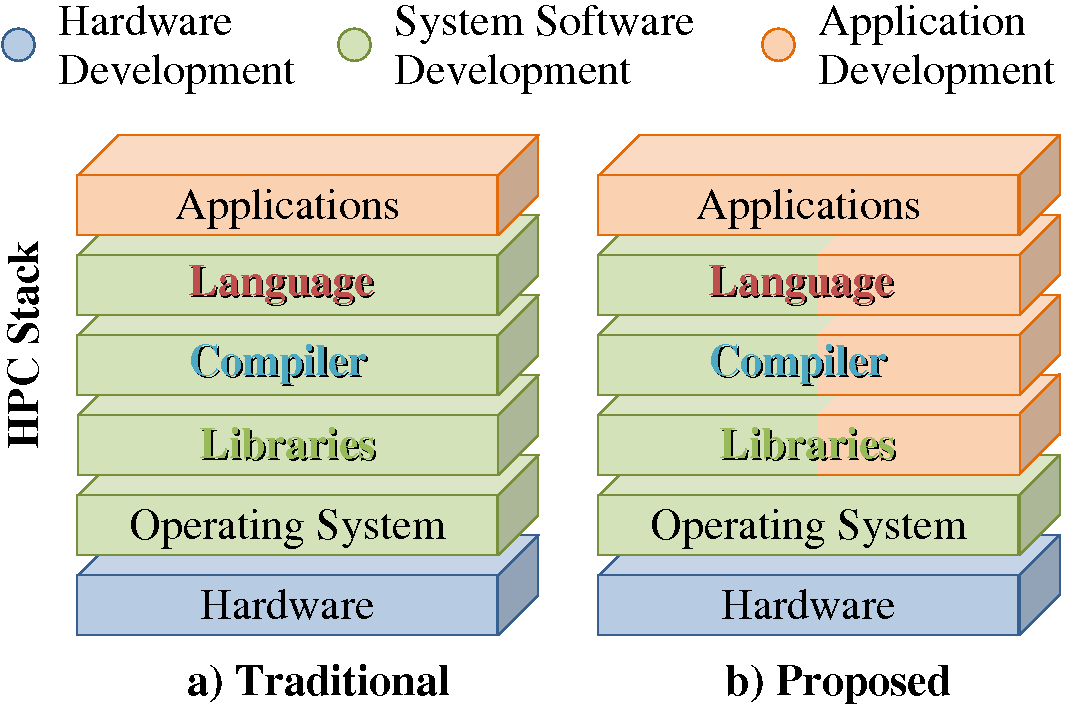 Hardware
Development
System Software
Development
Application
Development
HPC Stack
Applications
Language
Compiler
Libraries
Operating System
Hardware
a) Traditional
Applications
Language
Compiler
Libraries
Operating System
Hardware
b) Proposed